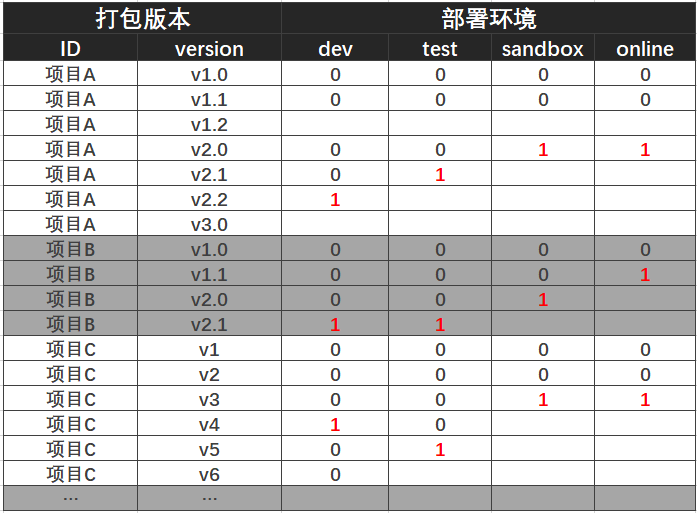 打包版本 部署环境
ID version dev test sandbox online
项目A v1.0 0 0 0 0
项目A v1.1 0 0 0 0
项目A v1.2
项目A v2.0 0 0 1 1
项目A v2.1 0 1
项目A v2.2 1
项目A v3.0
项目B v1.0 0 0 0 0
项目B v1.1 0 0 0 1
项目B v2.0 0 0 1
项目B v2.1 1 1
项目C v1 0 0 0 0
项目C v2 0 0 0 0
项目C v3 0 0 1 1
项目C v4 1 0
项目C v5 0 1
项目C v6 0
… …